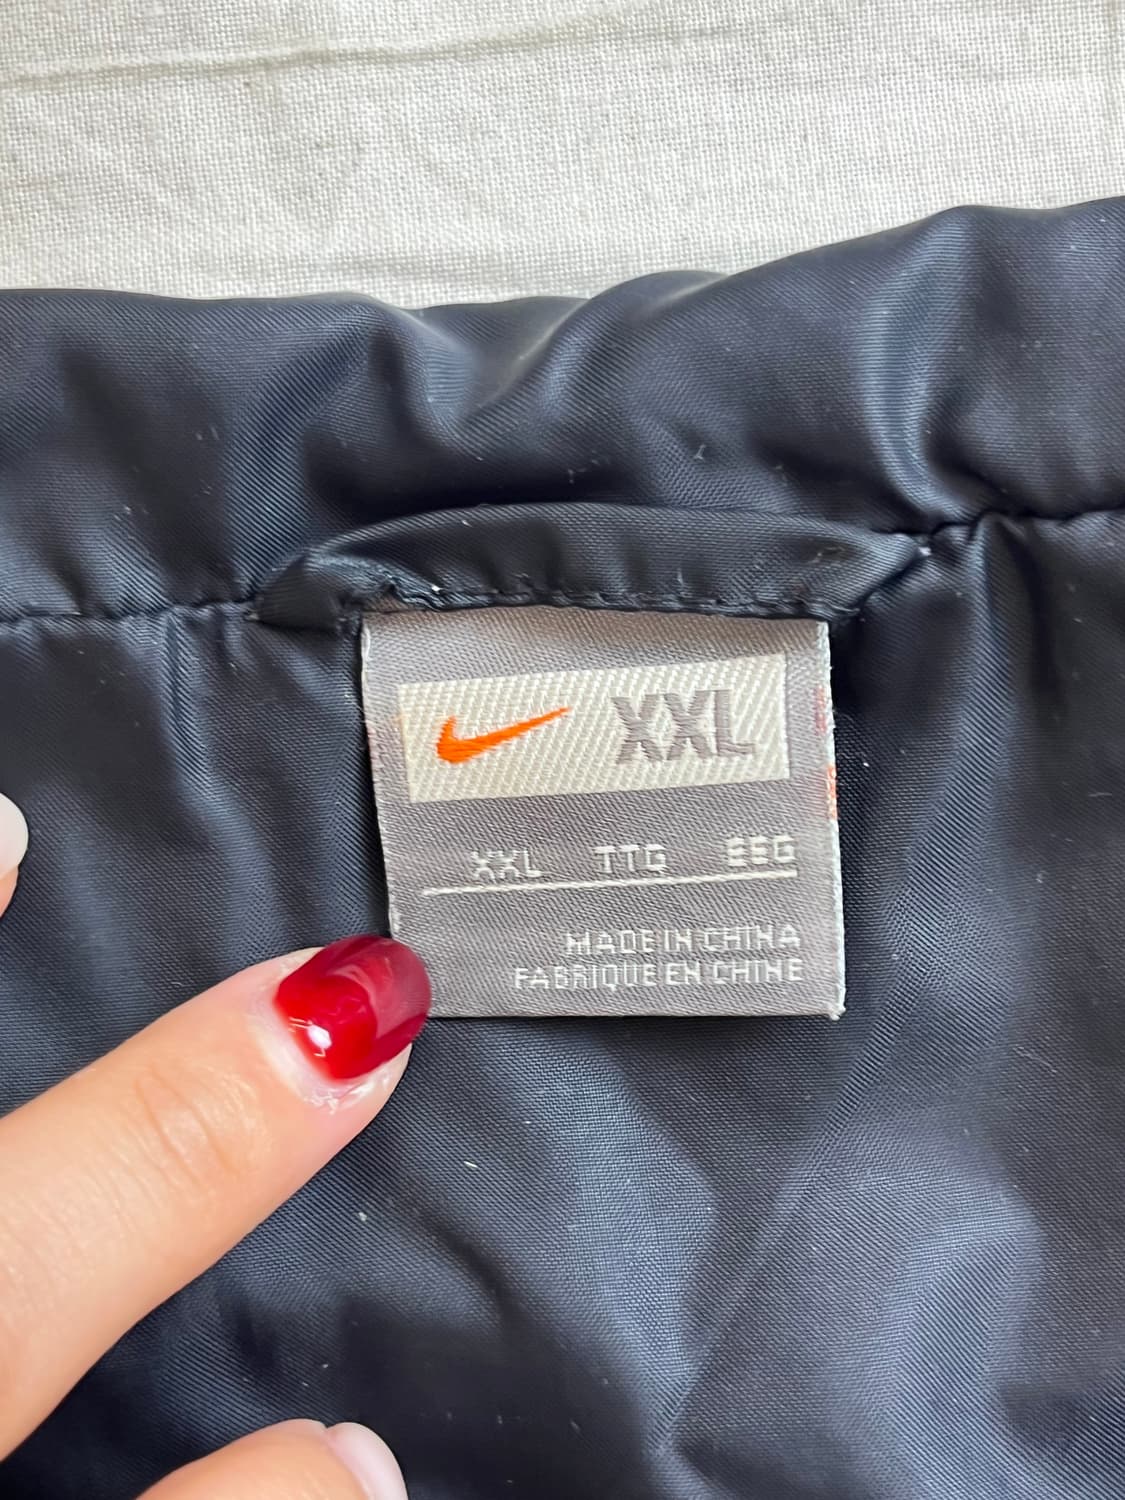 XXL
XXL TTG EEG
MADE IN CHINA
FABRIQUE EN CHINE